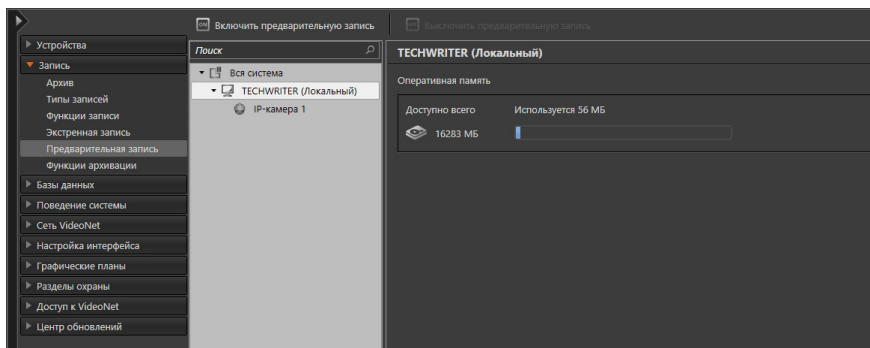 Включить предварительную запись
Выключить предварительную запись
Устройства
Запись
Архив
Типы записей
Функции записи
Экстренная запись
Предварительная запись
Функции архивации
Базы данных
Поведение системы
Сеть VideoNet
Настройка интерфейса
Графические планы
Разделы охраны
Доступ к VideoNet
Центр обновлений
Поиск
Вся система
TECHWRITER (Локальный)
IP-камера 1
TECHWRITER (Локальный)
Оперативная память
Доступно всего Используется 56 МБ
16283 МБ